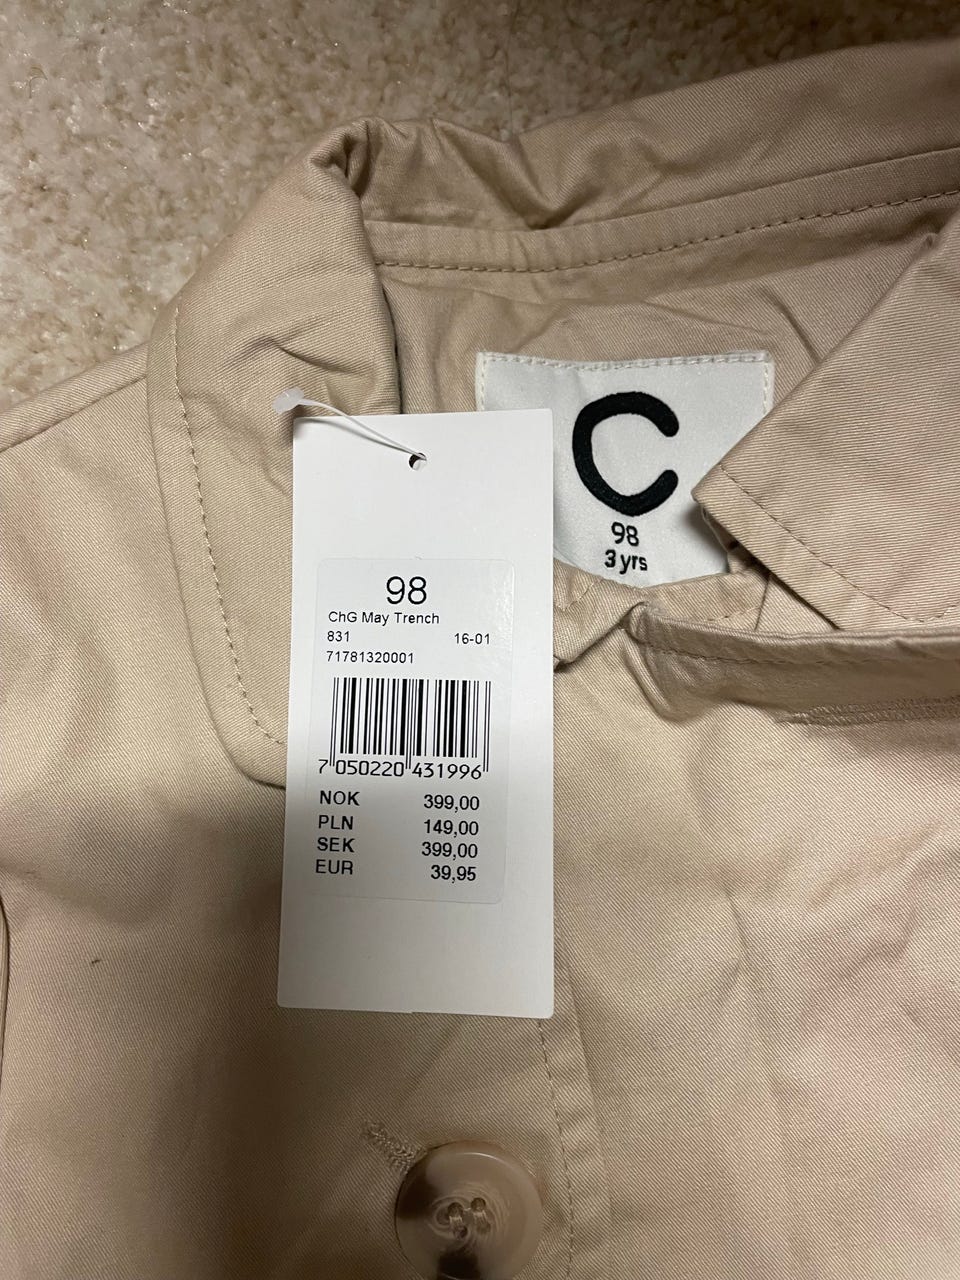 C
98
3 yrs
98
ChG May Trench
831 16-01
71781320001
7 050220 431996
NOK 399,00
PLN 149,00
SEK 399,00
EUR 39,95